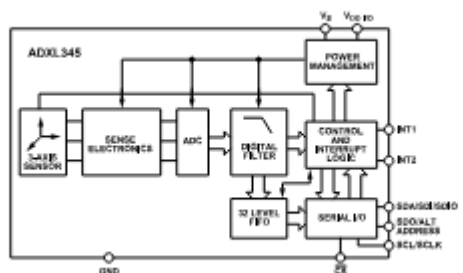 VS
VDD I/O
ADXL345
POWER
MANAGEMENT
3-AXIS
SENSOR
SENSE
ELECTRONICS
ADC
DIGITAL
FILTER
CONTROL
AND
INTERRUPT
LOGIC
INT1
INT2
32 LEVEL
FIFO
SERIAL I/O
SDA/SDI/SDIO
SDO/ALT
ADDRESS
SCL/SCLK
GND
CS